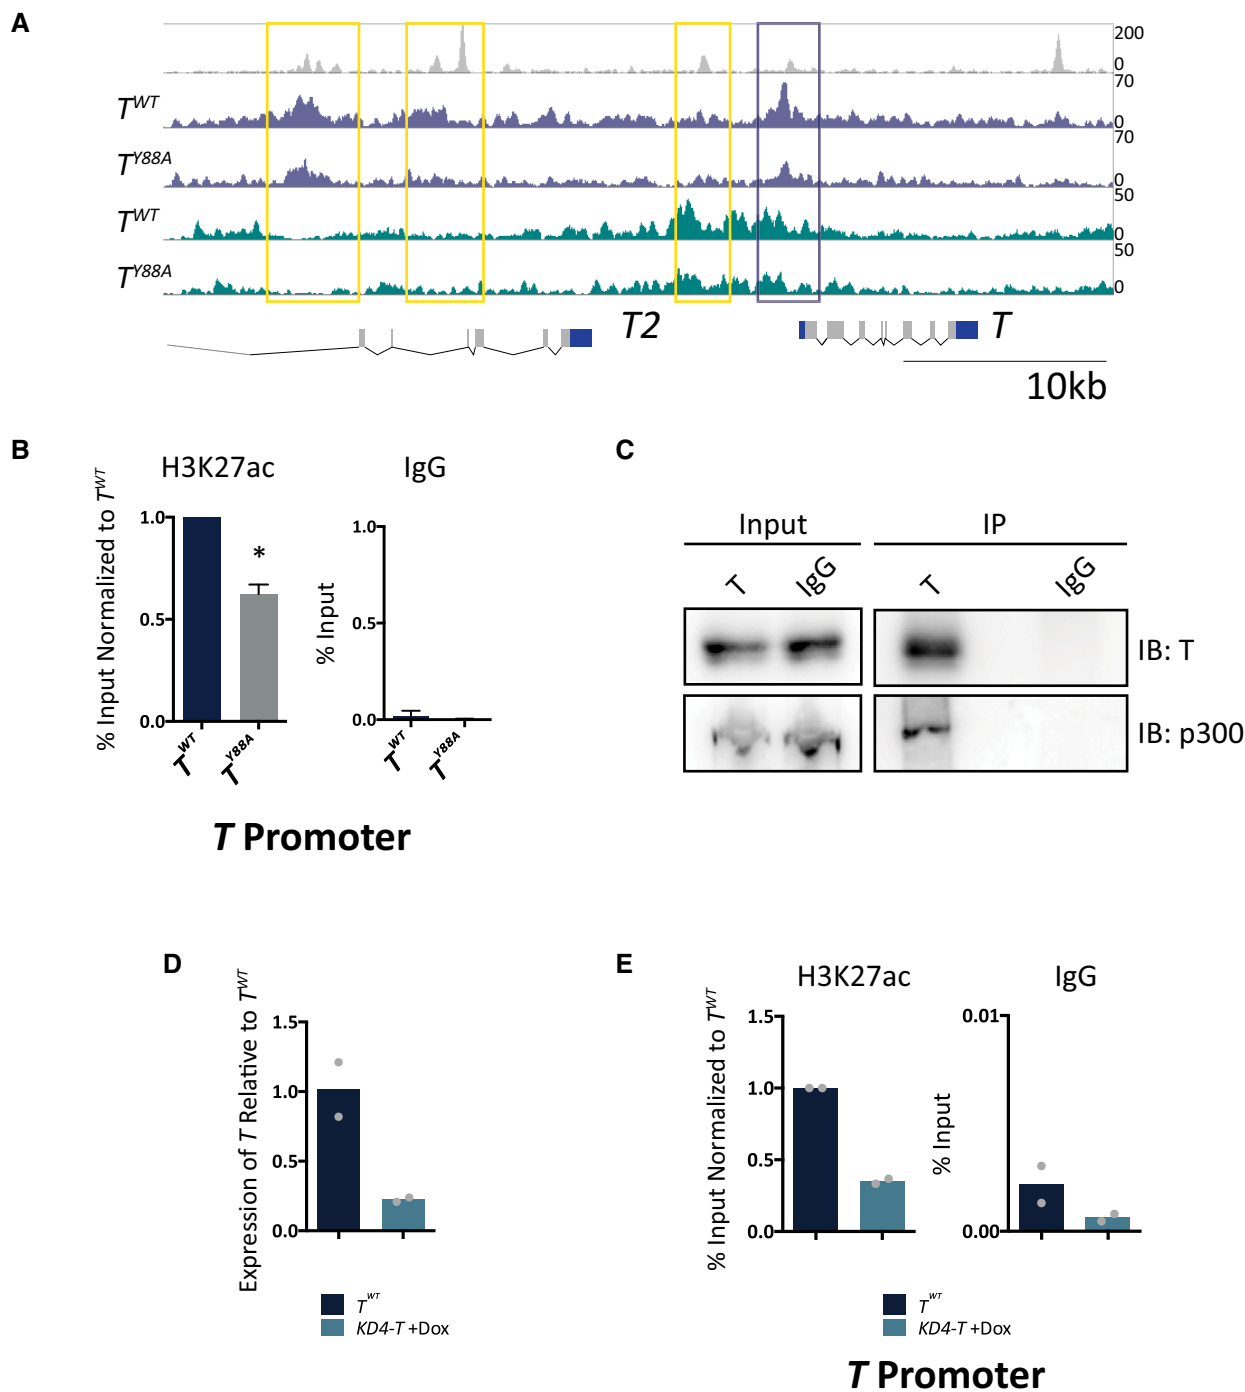 A
200
0
T^WT
70
0
T^Y88A
70
0
T^WT
50
0
T^Y88A
50
0
T2
T
10kb
B
H3K27ac
IgG
% Input Normalized to T^WT
1.0
0.5
0.0
*
T^WT
T^Y88A
% Input
1.0
0.5
0.0
T^WT
T^Y88A
T Promoter
C
Input
IP
T
IgG
T
IgG
IB: T
IB: p300
D
Expression of T Relative to T^WT
1.5
1.0
0.5
0.0
T^WT
KD4-T +Dox
E
H3K27ac
IgG
% Input Normalized to T^WT
1.5
1.0
0.5
0.0
% Input
0.01
0.00
T^WT
KD4-T +Dox
T Promoter